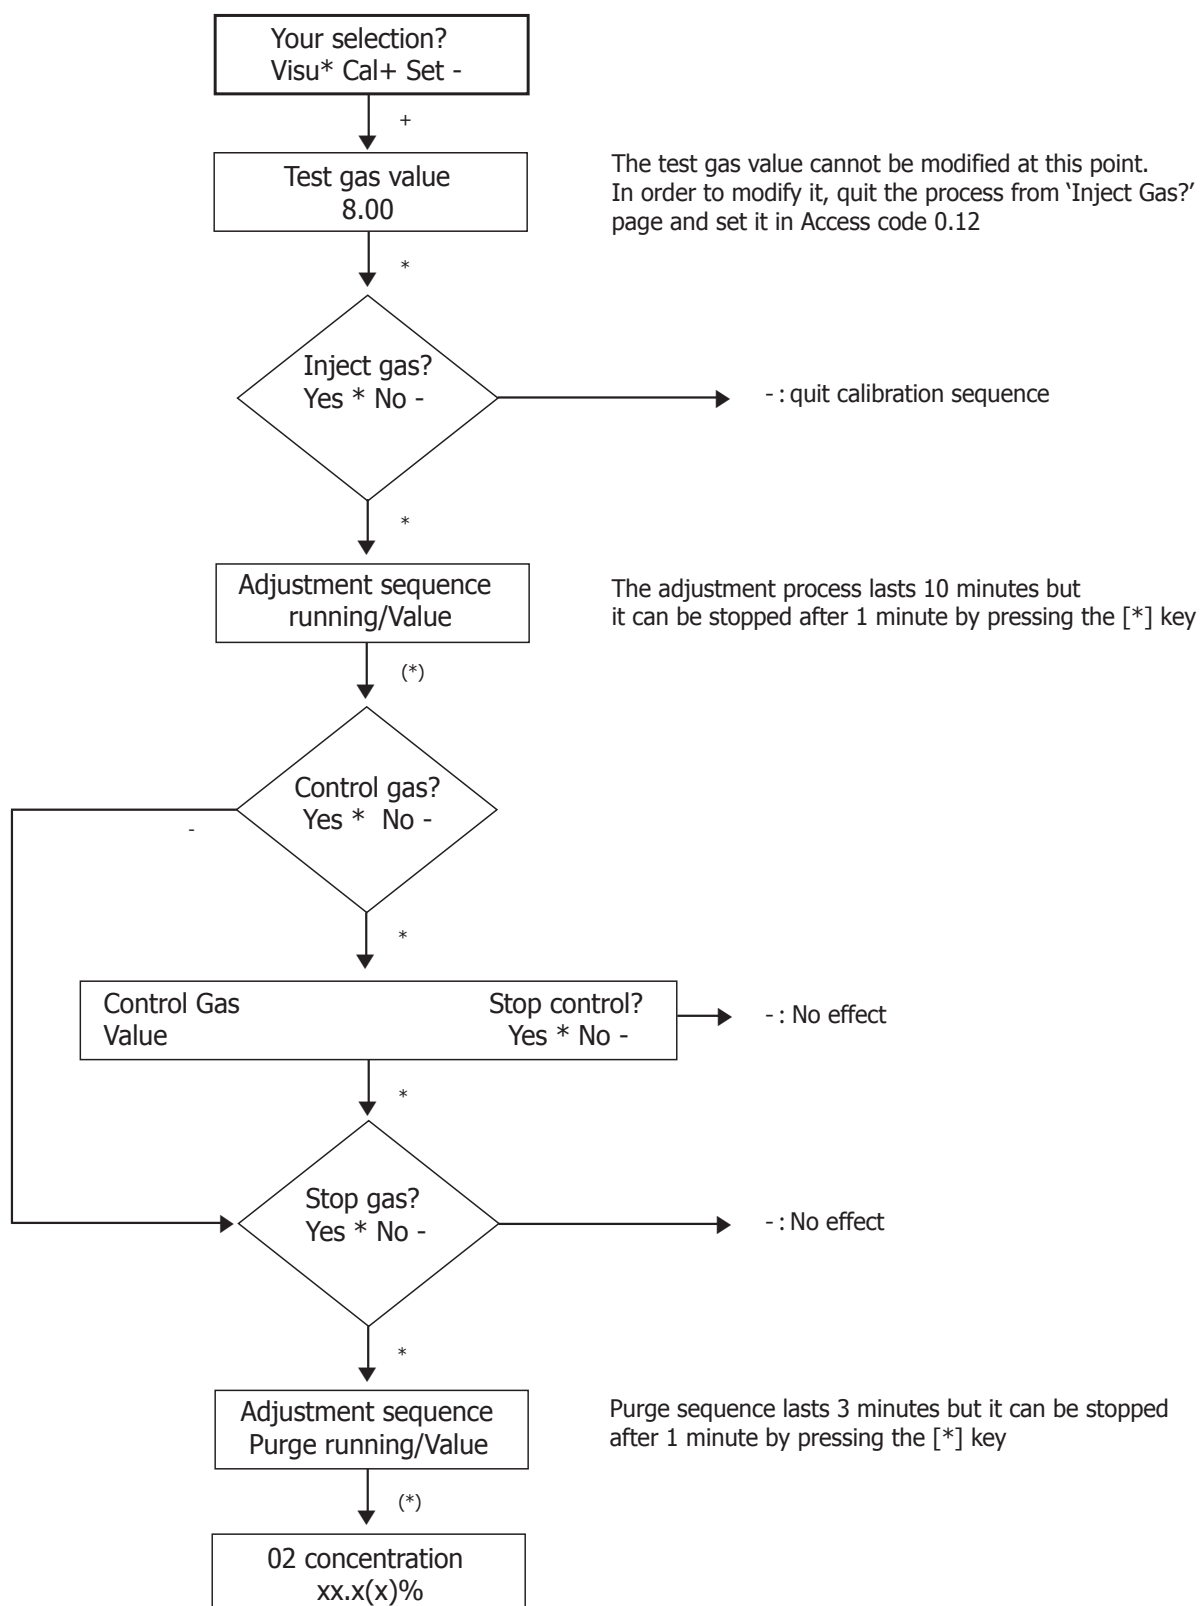 Your selection?
Visu* Cal+ Set -
+
Test gas value
8.00
The test gas value cannot be modified at this point.
In order to modify it, quit the process from ‘Inject Gas?’
page and set it in Access code 0.12
*
Inject gas?
Yes * No -
- : quit calibration sequence
*
Adjustment sequence
running/Value
The adjustment process lasts 10 minutes but
it can be stopped after 1 minute by pressing the [*] key
(*)
Control gas?
Yes * No -
-
*
Control Gas
Value
Stop control?
Yes * No -
- : No effect
*
Stop gas?
Yes * No -
- : No effect
*
Adjustment sequence
Purge running/Value
Purge sequence lasts 3 minutes but it can be stopped
after 1 minute by pressing the [*] key
(*)
02 concentration
xx.x(x)%